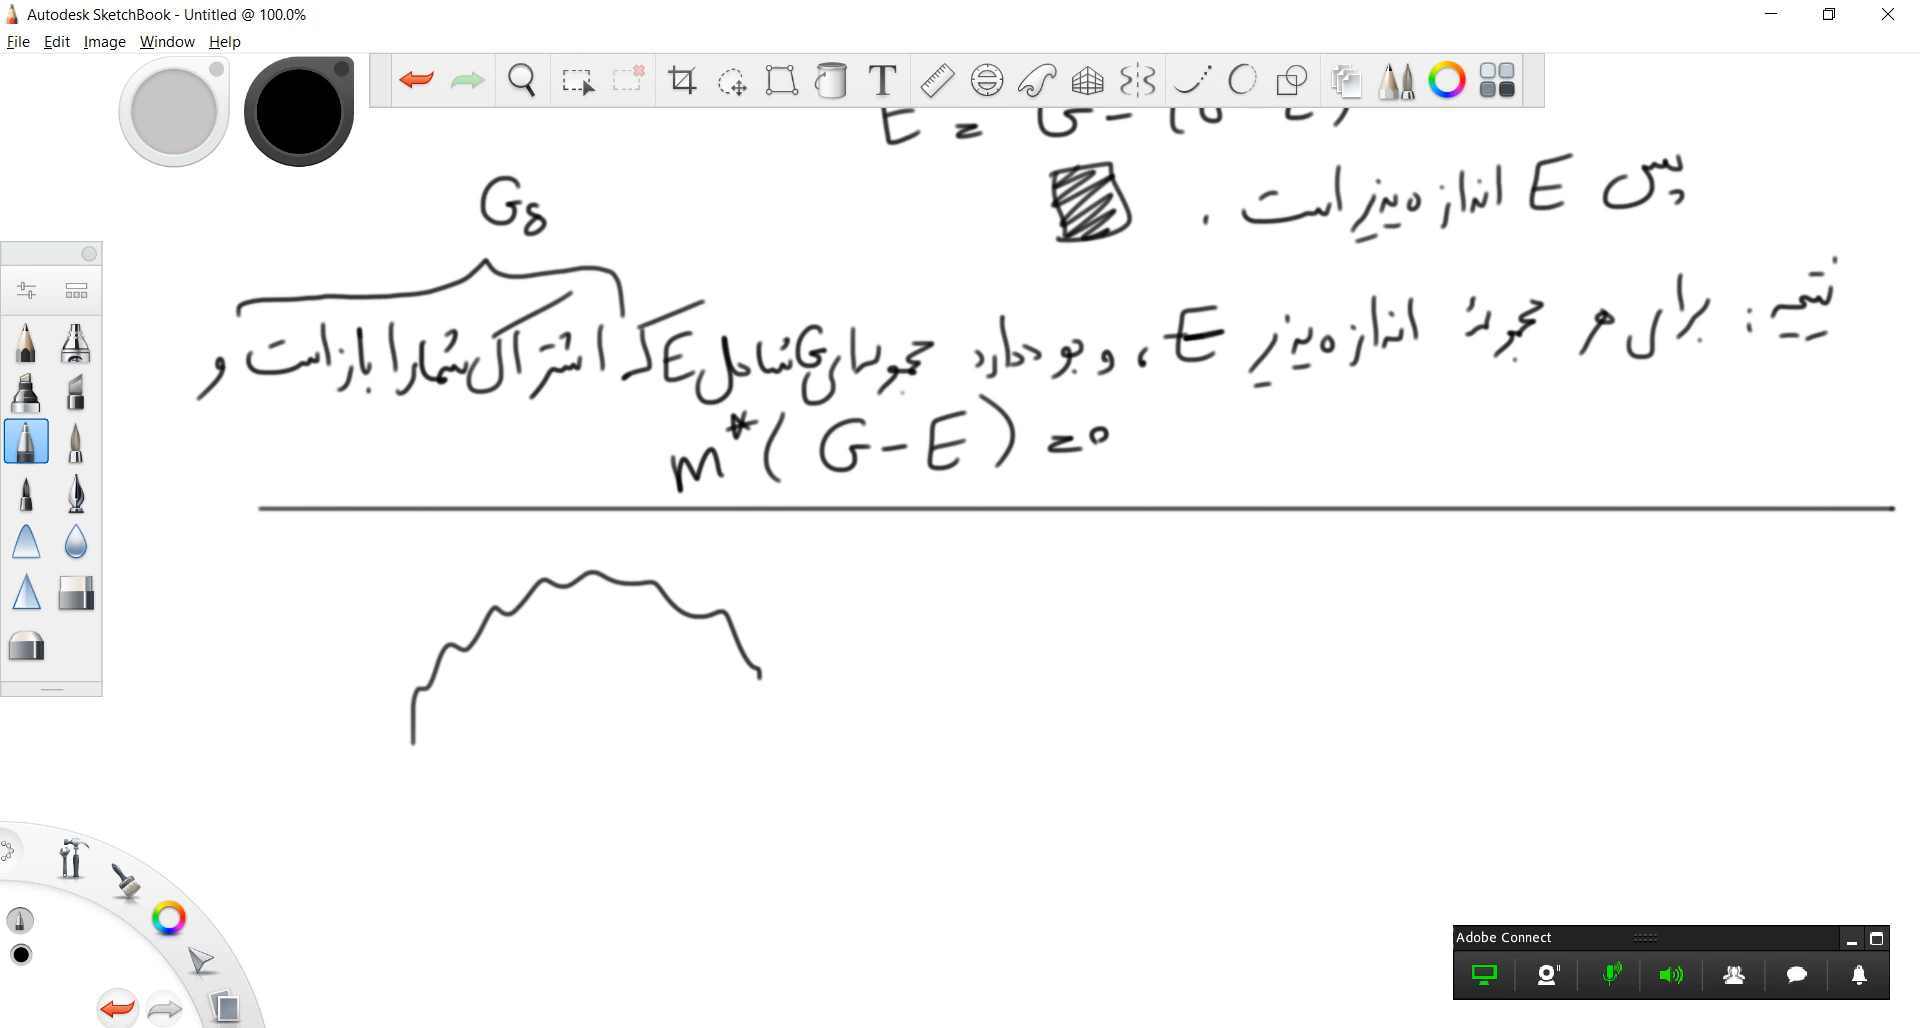 Autodesk SketchBook - Untitled @ 100.0%
File Edit Image Window Help
پس E اندازه‌پذیر است .
G δ
نتیجه : برای هر مجموعهٔ اندازه‌پذیر E ، وجود دارد مجموعه‌ای G شامل E که اشتراک شمارا باز است و
m*( G - E ) = 0
Adobe Connect